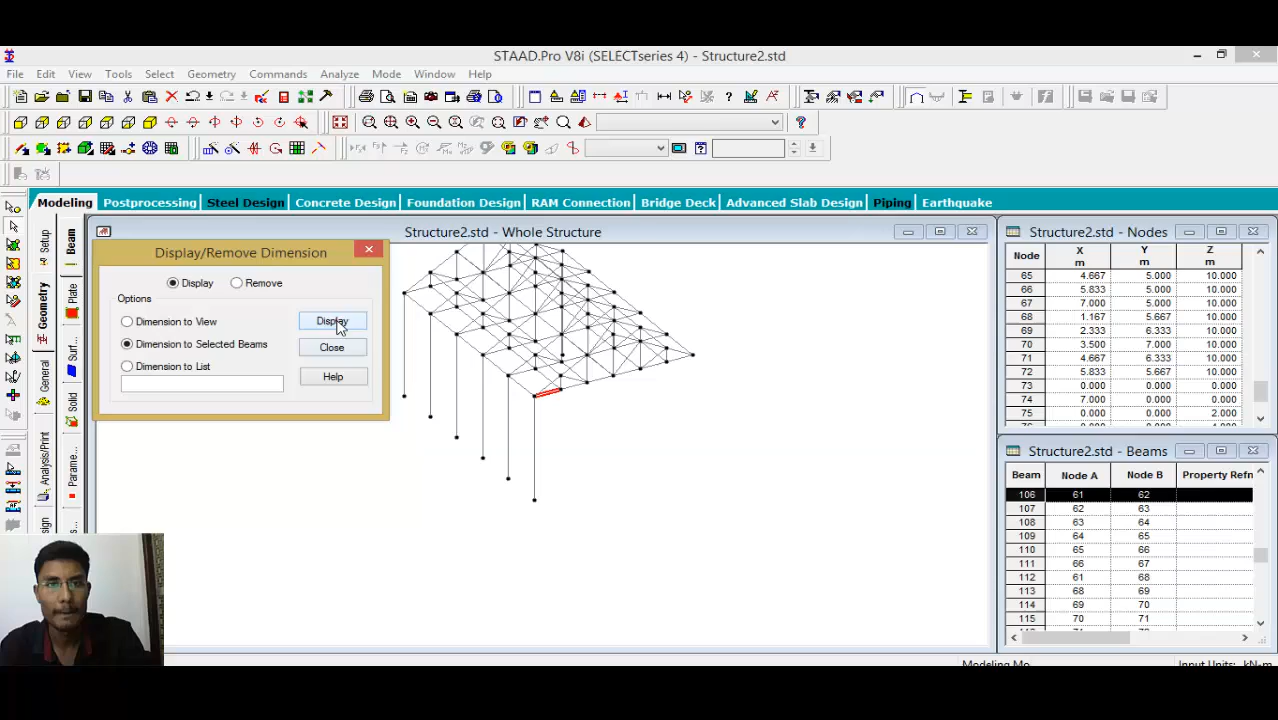 STAAD.Pro V8i (SELECTseries 4) - Structure2.std
File Edit View Tools Select Geometry Commands Analyze Mode Window Help
Modeling Postprocessing Steel Design Concrete Design Foundation Design RAM Connection Bridge Deck Advanced Slab Design Piping Earthquake
Structure2.std - Whole Structure
Display/Remove Dimension
Display Remove
Options
Dimension to View
Display
Dimension to Selected Beams
Close
Dimension to List
Help
Setup
Geometry
General
Analysis/Print
Beam
Plate
Surf...
Solid
Parame...
Structure2.std - Nodes
Node X m Y m Z m
65 4.667 5.000 10.000
66 5.833 5.000 10.000
67 7.000 5.000 10.000
68 1.167 5.667 10.000
69 2.333 6.333 10.000
70 3.500 7.000 10.000
71 4.667 6.333 10.000
72 5.833 5.667 10.000
73 0.000 0.000 0.000
74 7.000 0.000 0.000
75 0.000 0.000 2.000
Structure2.std - Beams
Beam Node A Node B Property Refn
106 61 62
107 62 63
108 63 64
109 64 65
110 65 66
111 66 67
112 61 68
113 68 69
114 69 70
115 70 71
Modeling Mo
Input Units: kN-m